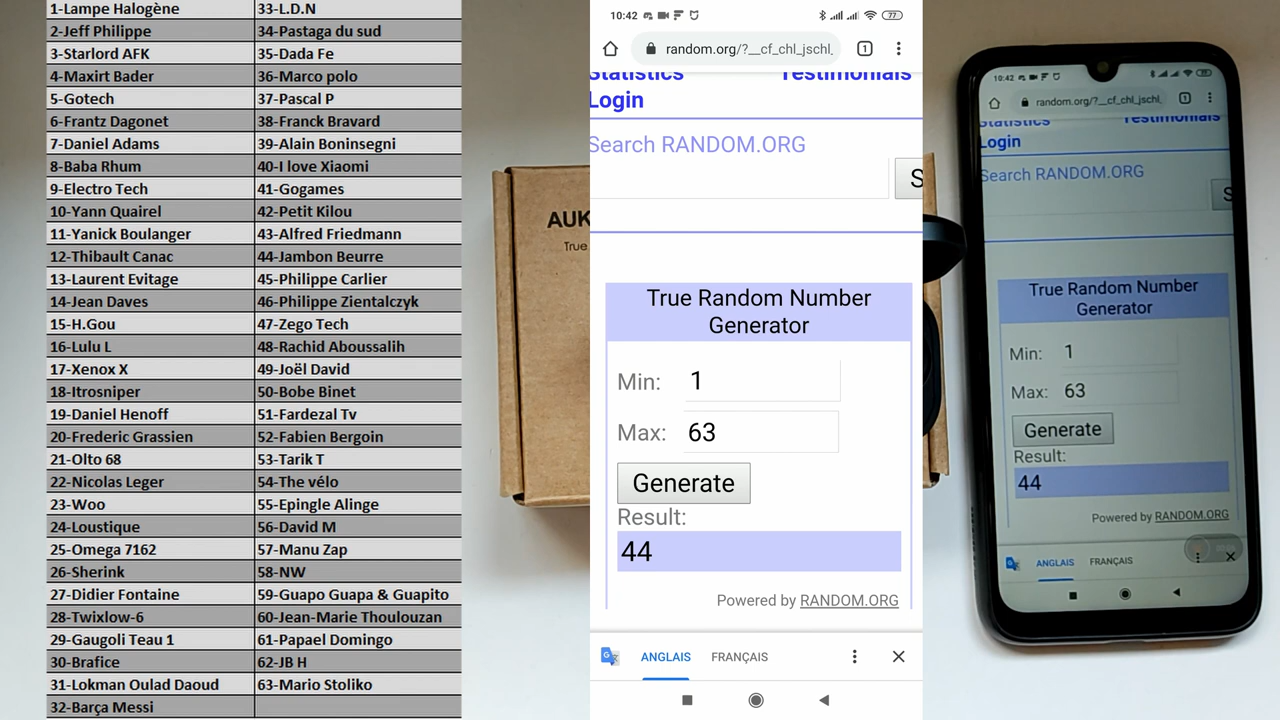 1-Lampe Halogène
2-Jeff Philippe
3-Starlord AFK
4-Maxirt Bader
5-Gotech
6-Frantz Dagonet
7-Daniel Adams
8-Baba Rhum
9-Electro Tech
10-Yann Quairel
11-Yanick Boulanger
12-Thibault Canac
13-Laurent Evitage
14-Jean Daves
15-H.Gou
16-Lulu L
17-Xenox X
18-Itrosniper
19-Daniel Henoff
20-Frederic Grassien
21-Olto 68
22-Nicolas Leger
23-Woo
24-Loustique
25-Omega 7162
26-Sherink
27-Didier Fontaine
28-Twixlow-6
29-Gaugoli Teau 1
30-Brafice
31-Lokman Oulad Daoud
32-Barça Messi
33-L.D.N
34-Pastaga du sud
35-Dada Fe
36-Marco polo
37-Pascal P
38-Franck Bravard
39-Alain Boninsegni
40-I love Xiaomi
41-Gogames
42-Petit Kilou
43-Alfred Friedmann
44-Jambon Beurre
45-Philippe Carlier
46-Philippe Zientalczyk
47-Zego Tech
48-Rachid Aboussalih
49-Joël David
50-Bobe Binet
51-Fardezal Tv
52-Fabien Bergoin
53-Tarik T
54-The vélo
55-Epingle Alinge
56-David M
57-Manu Zap
58-NW
59-Guapo Guapa & Guapito
60-Jean-Marie Thoulouzan
61-Papael Domingo
62-JB H
63-Mario Stoliko
AUK
True
10:42 77
random.org/?__cf_chl_jschl_ 1
Statistics Testimonials
Login
Search RANDOM.ORG
S
True Random Number
Generator
Min: 1
Max: 63
Generate
Result:
44
Powered by RANDOM.ORG
ANGLAIS FRANÇAIS
10:42
random.org/?__cf_chl_jschl_ 1
Statistics Testimonials
Login
Search RANDOM.ORG
S
True Random Number
Generator
Min: 1
Max: 63
Generate
Result:
44
Powered by RANDOM.ORG
ANGLAIS FRANÇAIS